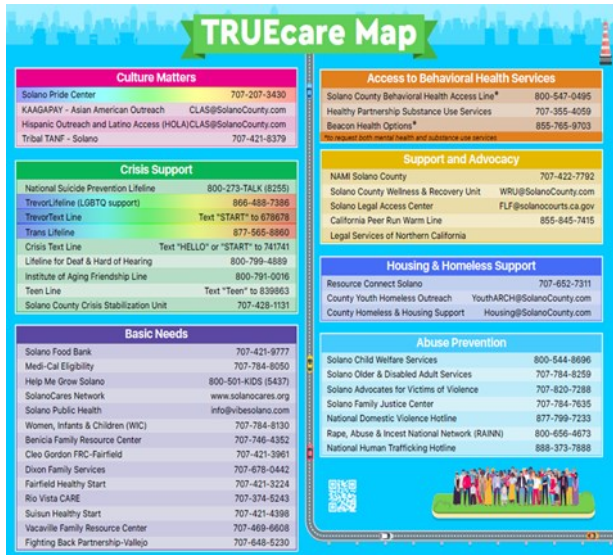 TRUEcare Map
Culture Matters
Solano Pride Center 707-207-3430
KAAGAPAY - Asian American Outreach CLAS@SolanoCounty.com
Hispanic Outreach and Latino Access (HOLA)CLAS@SolanoCounty.com
Tribal TANF - Solano 707-421-8379
Crisis Support
National Suicide Prevention Lifeline 800-273-TALK (8255)
TrevorLifeline (LGBTQ support) 866-488-7386
TrevorText Line Text "START" to 678678
Trans Lifeline 877-565-8860
Crisis Text Line Text "HELLO" or "START" to 741741
Lifeline for Deaf & Hard of Hearing 800-799-4889
Institute of Aging Friendship Line 800-791-0016
Teen Line Text "Teen" to 839863
Solano County Crisis Stabilization Unit 707-428-1131
Basic Needs
Solano Food Bank 707-421-9777
Medi-Cal Eligibility 707-784-8050
Help Me Grow Solano 800-501-KIDS (5437)
SolanoCares Network www.solanocares.org
Solano Public Health info@vibesolano.com
Women, Infants & Children (WIC) 707-784-8130
Benicia Family Resource Center 707-746-4352
Cleo Gordon FRC-Fairfield 707-421-3961
Dixon Family Services 707-678-0442
Fairfield Healthy Start 707-421-3224
Rio Vista CARE 707-374-5243
Suisun Healthy Start 707-421-4398
Vacaville Family Resource Center 707-469-6608
Fighting Back Partnership-Vallejo 707-648-5230
Access to Behavioral Health Services
Solano County Behavioral Health Access Line* 800-547-0495
Healthy Partnership Substance Use Services 707-355-4059
Beacon Health Options* 855-765-9703
*to request both mental health and substance use services
Support and Advocacy
NAMI Solano County 707-422-7792
Solano County Wellness & Recovery Unit WRU@SolanoCounty.com
Solano Legal Access Center FLF@solanocourts.ca.gov
California Peer Run Warm Line 855-845-7415
Legal Services of Northern California
Housing & Homeless Support
Resource Connect Solano 707-652-7311
County Youth Homeless Outreach YouthARCH@SolanoCounty.com
County Homeless & Housing Support Housing@SolanoCounty.com
Abuse Prevention
Solano Child Welfare Services 800-544-8696
Solano Older & Disabled Adult Services 707-784-8259
Solano Advocates for Victims of Violence 707-820-7288
Solano Family Justice Center 707-784-7635
National Domestic Violence Hotline 877-799-7233
Rape, Abuse & Incest National Network (RAINN) 800-656-4673
National Human Trafficking Hotline 888-373-7888